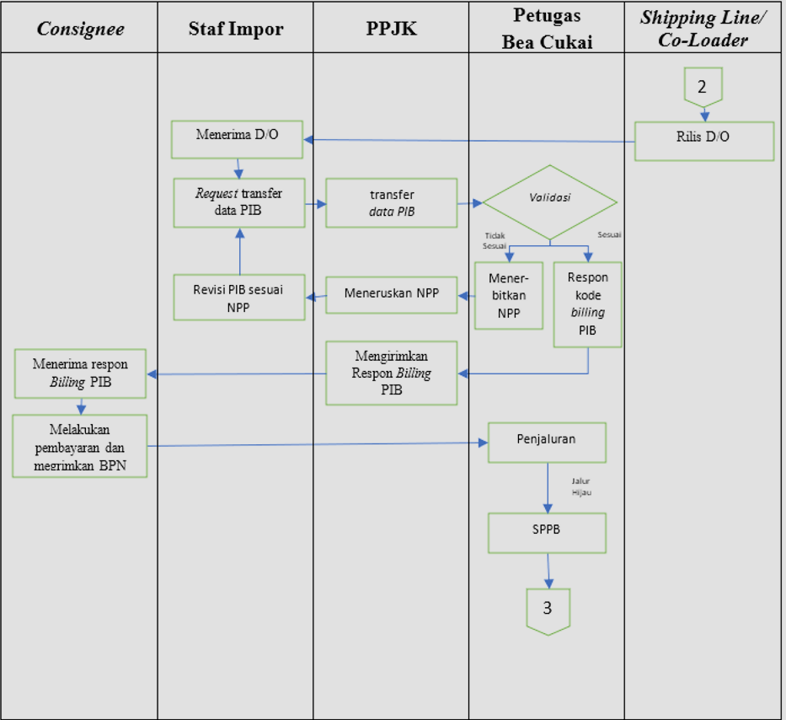 Consignee
Staf Impor
PPJK
Petugas
Bea Cukai
Shipping Line/
Co-Loader
2
Rilis D/O
Menerima D/O
Request transfer
data PIB
transfer
data PIB
Validasi
Tidak
Sesuai
Sesuai
Revisi PIB sesuai
NPP
Meneruskan NPP
Mener-
bitkan
NPP
Respon
kode
billing
PIB
Menerima respon
Billing PIB
Mengirimkan
Respon Billing
PIB
Melakukan
pembayaran dan
megrimkan BPN
Penjaluran
Jalur
Hijau
SPPB
3